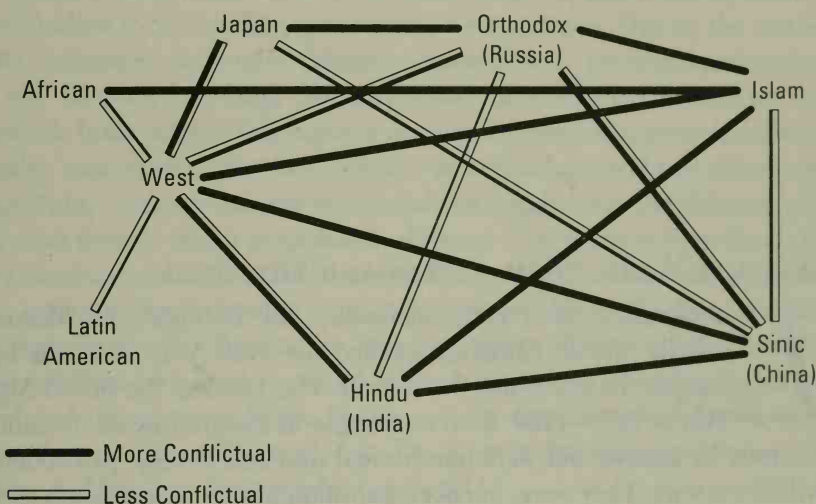 Japan
Orthodox
(Russia)
African
Islam
West
Latin
American
Hindu
(India)
Sinic
(China)
More Conflictual
Less Conflictual